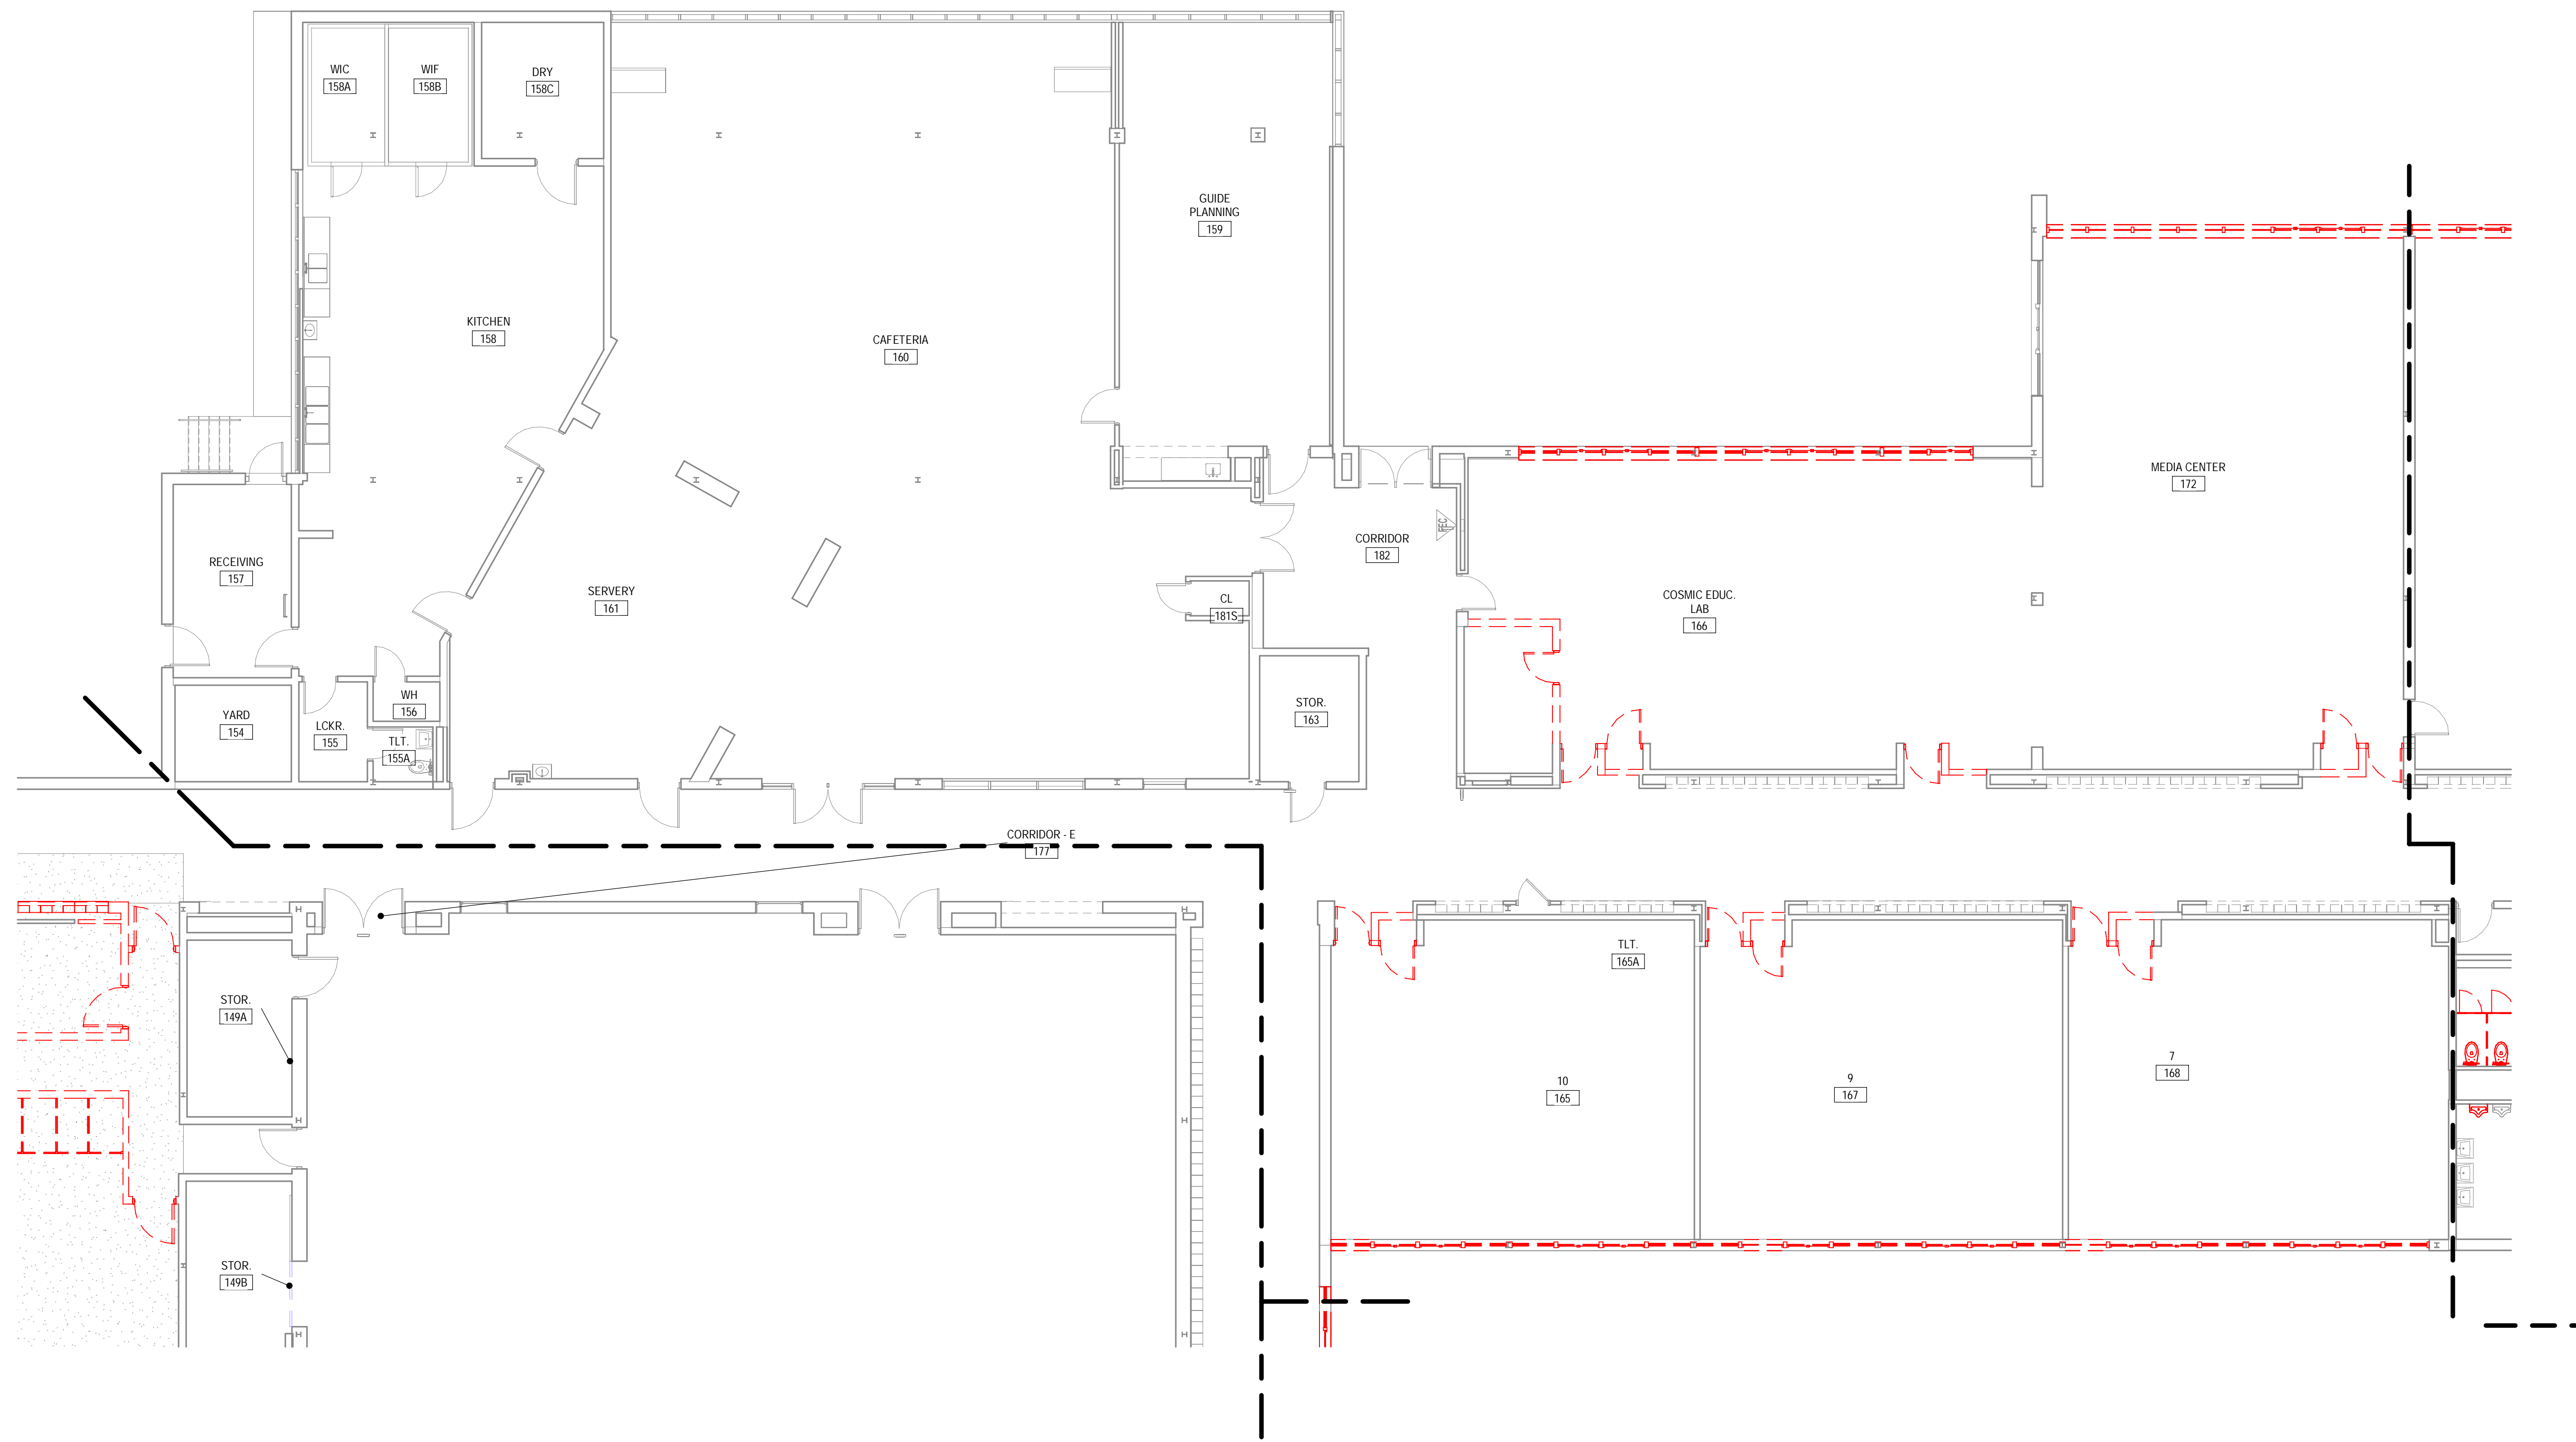 WIC
158A
WIF
158B
DRY
158C
GUIDE
PLANNING
159
KITCHEN
158
CAFETERIA
160
MEDIA CENTER
172
FEC
CORRIDOR
182
RECEIVING
157
SERVERY
161
CL
181S
COSMIC EDUC.
LAB
166
WH
156
STOR.
163
YARD
154
LCKR.
155
TLT.
155A
CORRIDOR - E
177
TLT.
165A
STOR.
149A
7
168
9
167
10
165
STOR.
149B